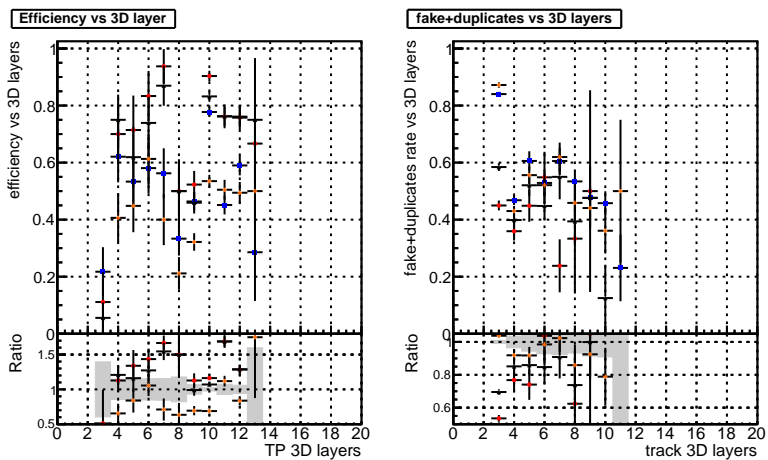 Efficiency vs 3D layer
efficiency vs 3D layers
1
0.8
0.6
0.4
0.2
0
Ratio
1.5
1
0.5
0 2 4 6 8 10 12 14 16 18 20
TP 3D layers
fake+duplicates vs 3D layers
fake+duplicates rate vs 3D layers
1
0.8
0.6
0.4
0.2
0
Ratio
1
0.8
0.6
0 2 4 6 8 10 12 14 16 18 20
track 3D layers